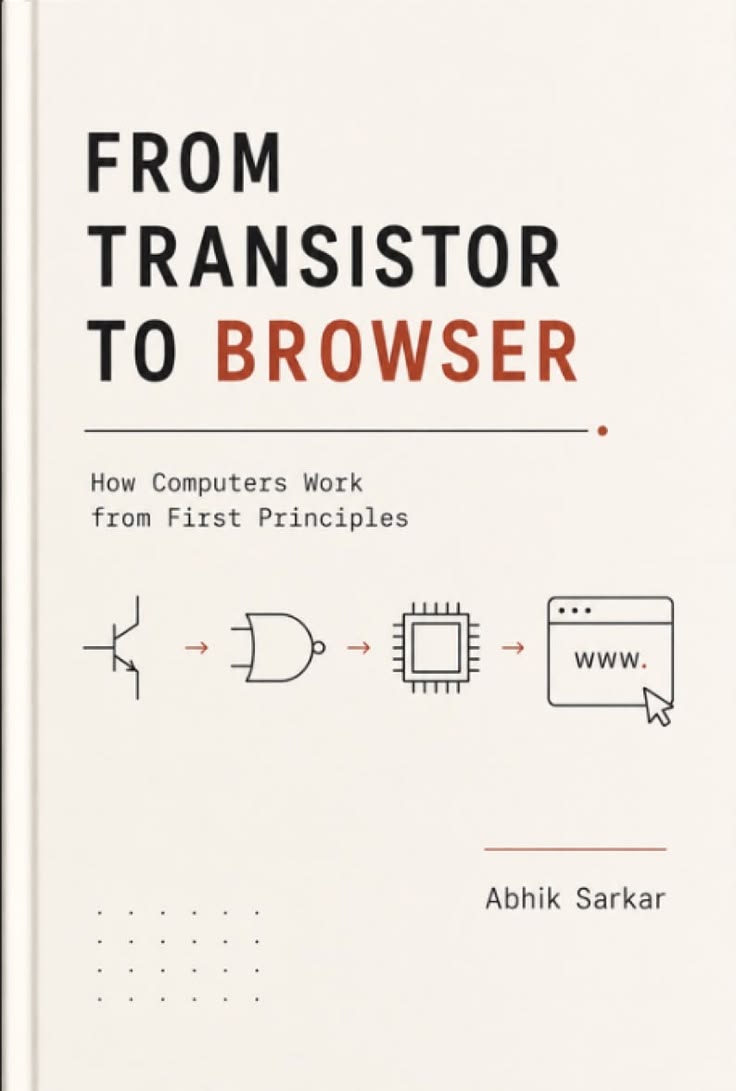 FROM
TRANSISTOR
TO BROWSER
How Computers Work
from First Principles
www.
Abhik Sarkar